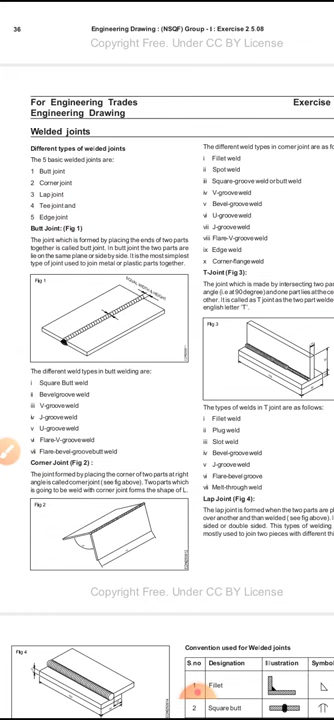 36
Engineering Drawing : (NSQF) Group - I : Exercise 2.5.08
Copyright Free. Under CC BY License
For Engineering Trades
Engineering Drawing
Exercise
Welded joints
Different types of welded joints
The 5 basic welded joints are:
1 Butt joint
2 Corner joint
3 Lap joint
4 Tee joint and
5 Edge joint
Butt Joint: (Fig 1)
The joint which is formed by placing the ends of two parts
together is called butt joint. In butt joint the two parts are
lie on the same plane or side by side. It is the most simplest
type of joint used to join metal or plastic parts together.
Fig 1
EQUAL WIDTH & HEIGHT
The different weld types in butt welding are:
i Square Butt weld
ii Bevel groove weld
iii V-groove weld
iv J-groove weld
v U-groove weld
vi Flare-V-groove weld
vii Flare-bevel-groove butt weld
Corner Joint (Fig 2) :
The joint formed by placing the corner of two parts at right
angle is called corner joint (see fig above). Two parts which
is going to be weld with corner joint forms the shape of L.
Fig 2
The different weld types in corner joint are as fo
i Fillet weld
ii Spot weld
iii Square-groove weld or butt weld
iv V-groove weld
v Bevel-groove weld
vi U-groove weld
vii J-groove weld
viii Flare-V-groove weld
ix Edge weld
x Corner-flange weld
T-Joint (Fig 3):
The joint which is made by intersecting two pa
angle (i.e at 90 degree) and one part lies at the ce
other. It is called as T joint as the two part welde
english letter "T".
Fig 3
The types of welds in T joint are as follows:
i Fillet weld
ii Plug weld
iii Slot weld
iv Bevel-groove weld
v J-groove weld
vi Flare-bevel groove
vii Melt-through weld
Lap Joint (Fig 4):
The lap joint is formed when the two parts are pl
over another and than welded ( see fig above). I
sided or double sided. This types of welding
mostly used to join two pieces with different thi
Copyright Free. Under CC BY License
Fig 4
Convention used for Welded joints
S.no Designation Illustration Symbo
1 Fillet
2 Square butt